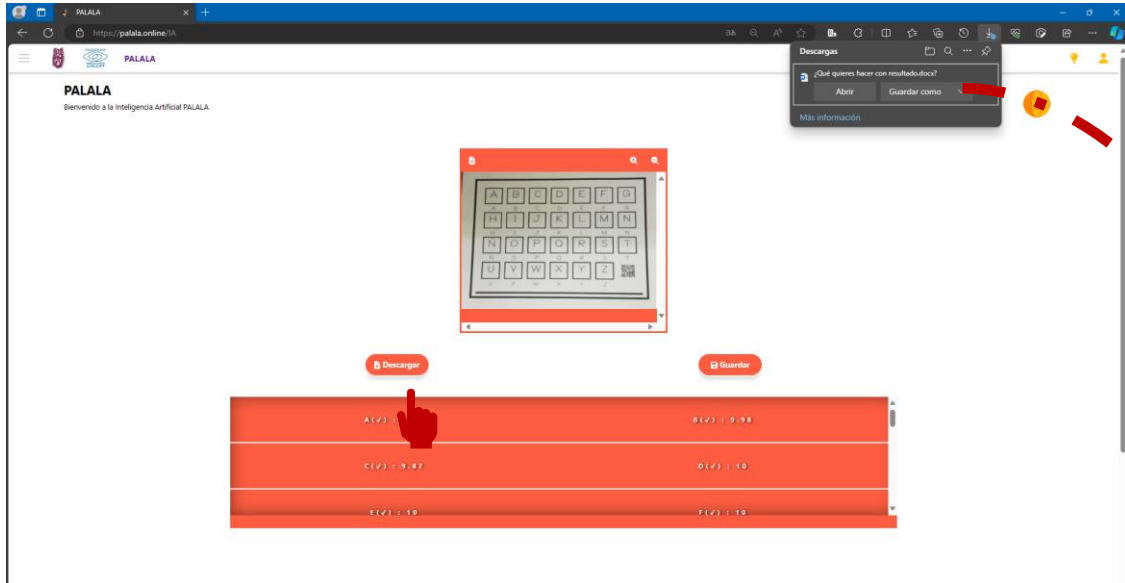 PALALA
https://palala.online/IA
PALALA
Descargas
¿Qué quieres hacer con resultado.docx?
Abrir
Guardar como
Más información
PALALA
Bienvenido a la Inteligencia Artificial PALALA
A B C D E F G
H I J K L M N
Ñ O P Q R S T
U V W X Y Z
Descargar
Guardar
A(✓) :
B(✓) : 9.98
C(✓) : 9.87
D(✓) : 10
E(✓) : 10
F(✓) : 10